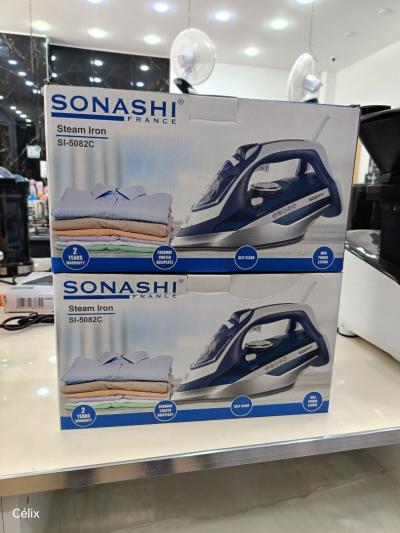 SONASHI®
FRANCE
Steam Iron
SI-5082C
2 YEARS WARRANTY
CERAMIC COATED SOLEPLATE
SELF CLEAN
SONASHI®
FRANCE
Steam Iron
SI-5082C
2 YEARS WARRANTY
CERAMIC COATED SOLEPLATE
SELF CLEAN
Célix